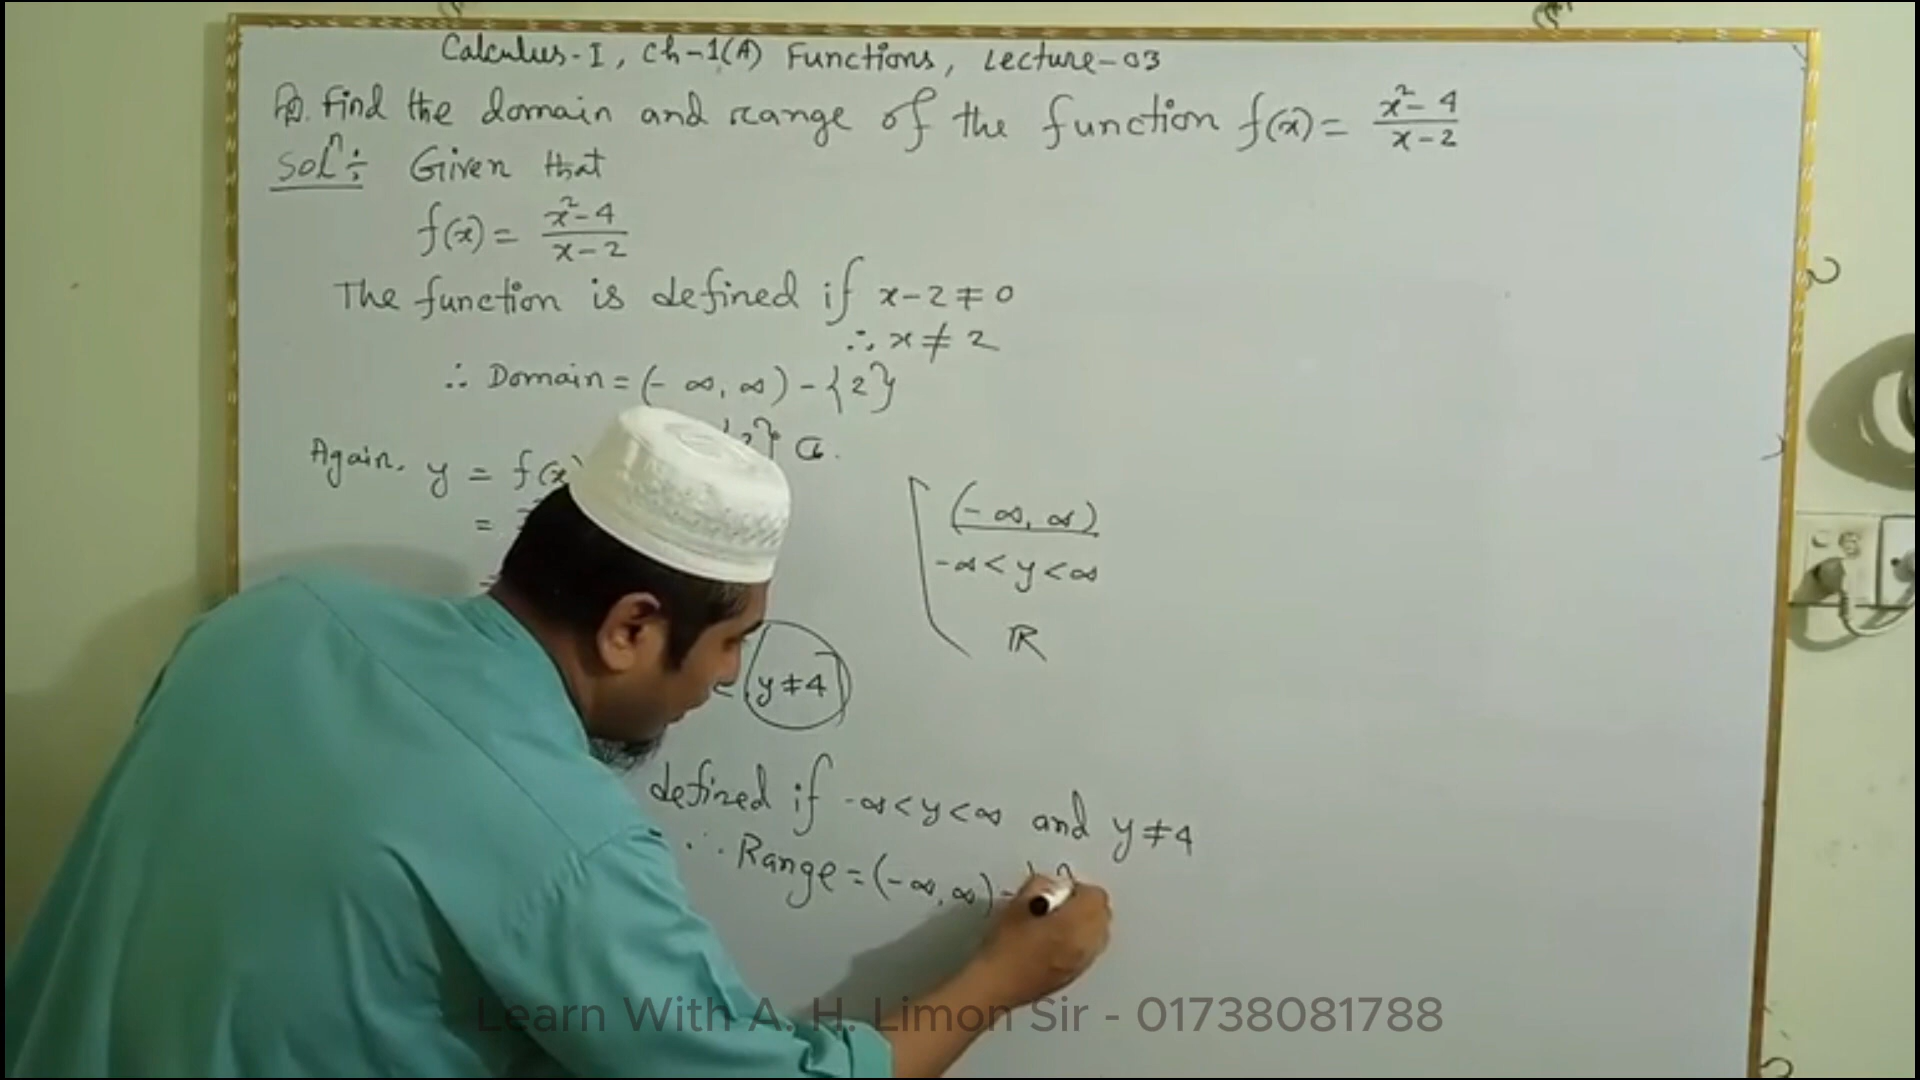 Calculus-I, Ch-1(A) Functions, Lecture-03
Find the domain and range of the function f(x) = (x²-4)/(x-2)
Solⁿ: Given that
f(x) = (x²-4)/(x-2)
The function is defined if x-2 ≠ 0
∴ x ≠ 2
∴ Domain = (-∞, ∞) - {2}
{2}
Again, y = f(x)
=
=
(-∞, ∞)
-∞ < y < ∞
ℝ
y ≠ 4
defined if -∞ < y < ∞ and y ≠ 4
∴ Range = (-∞, ∞) -
Learn With A. H. Limon Sir - 01738081788